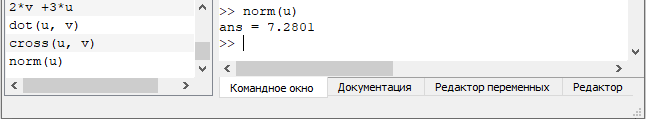 2*v +3*u
dot(u, v)
cross(u, v)
norm(u)
>> norm(u)
ans = 7.2801
>>
Командное окно Документация Редактор переменных Редактор